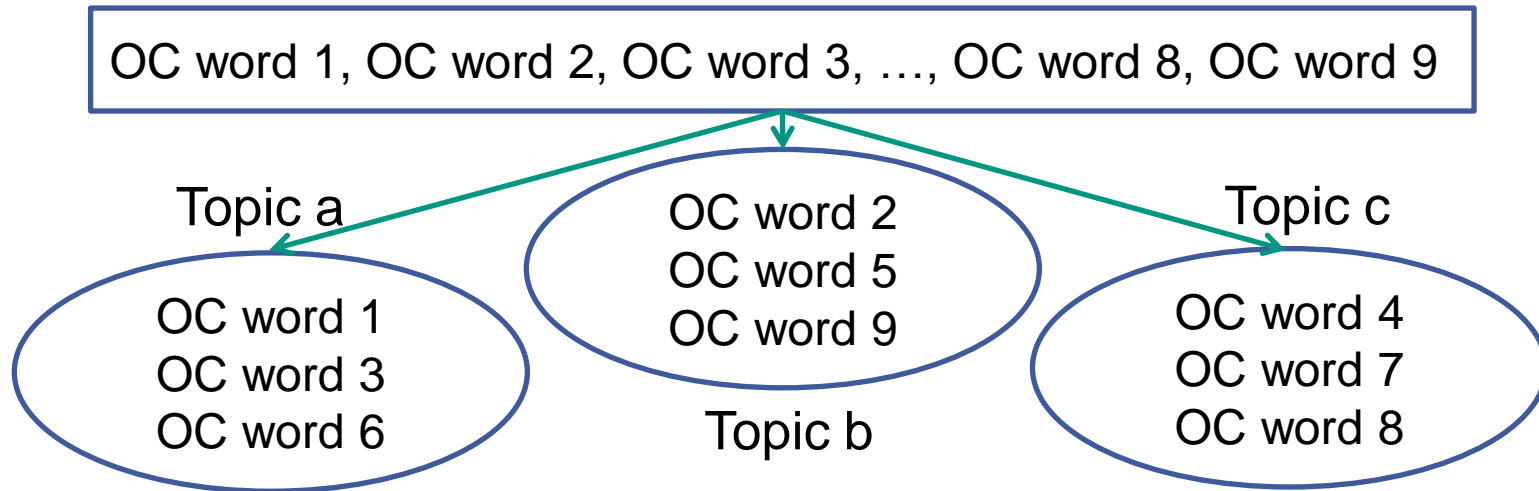 OC word 1, OC word 2, OC word 3, …, OC word 8, OC word 9
Topic a
OC word 1
OC word 3
OC word 6
OC word 2
OC word 5
OC word 9
Topic b
Topic c
OC word 4
OC word 7
OC word 8